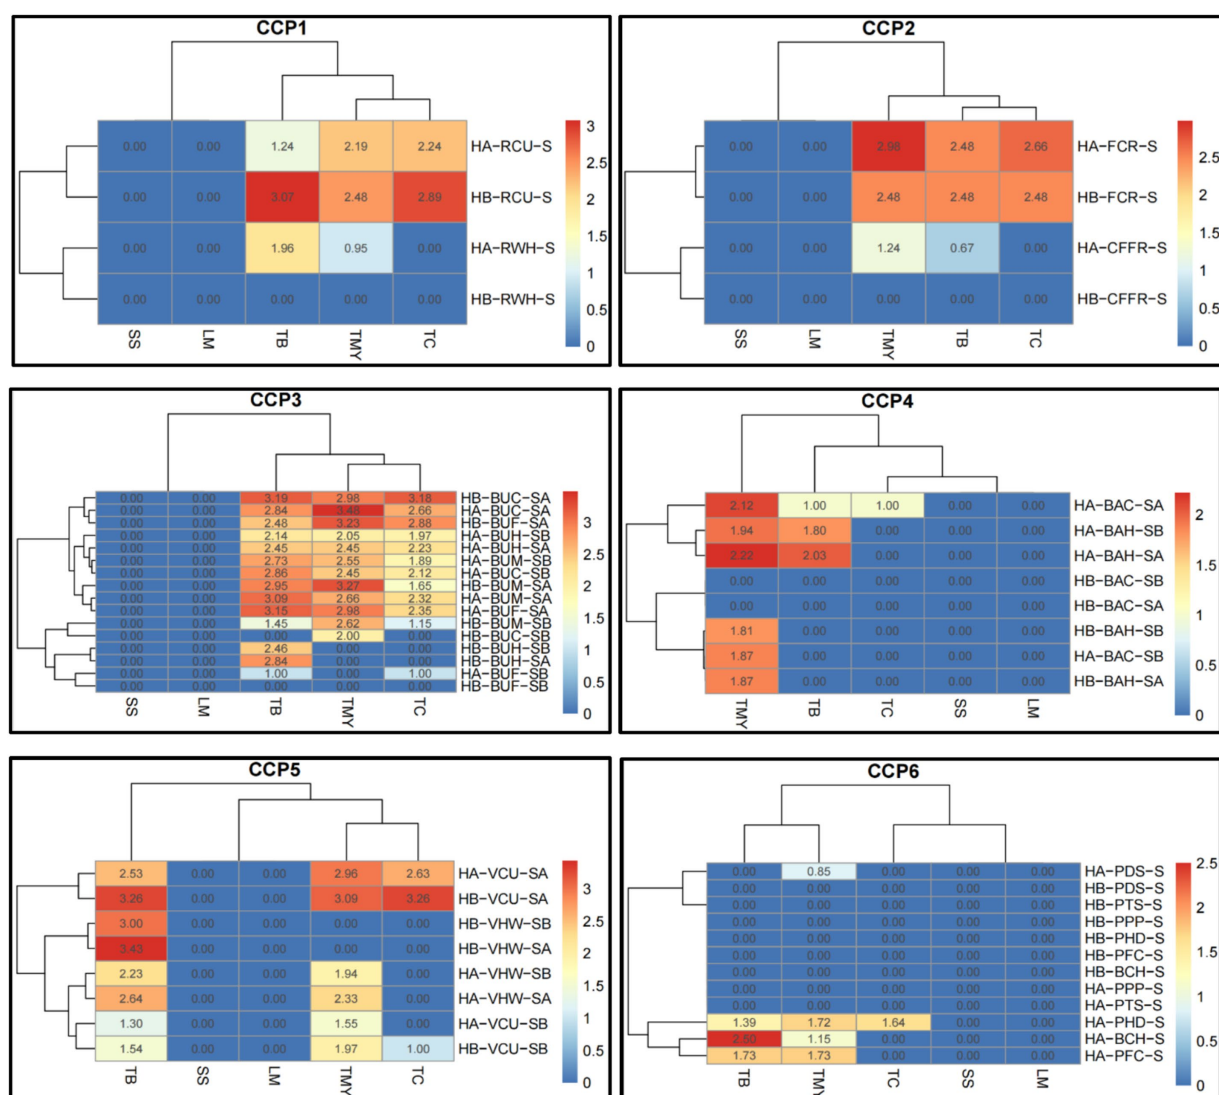 CCP1
0.00 0.00 1.24 2.19 2.24 HA-RCU-S
0.00 0.00 3.07 2.48 2.89 HB-RCU-S
0.00 0.00 1.96 0.95 0.00 HA-RWH-S
0.00 0.00 0.00 0.00 0.00 HB-RWH-S
SS LM TB TMY TC
3
2.5
2
1.5
1
0.5
0
CCP2
0.00 0.00 2.98 2.48 2.66 HA-FCR-S
0.00 0.00 2.48 2.48 2.48 HB-FCR-S
0.00 0.00 1.24 0.67 0.00 HA-CFFR-S
0.00 0.00 0.00 0.00 0.00 HB-CFFR-S
SS LM TMY TB TC
2.5
2
1.5
1
0.5
0
CCP3
0.00 0.00 3.19 2.98 3.18 HB-BUC-SA
0.00 0.00 2.84 3.48 2.66 HA-BUC-SA
0.00 0.00 2.48 3.23 2.88 HB-BUF-SA
0.00 0.00 2.14 2.05 1.97 HA-BUH-SB
0.00 0.00 2.45 2.45 2.23 HA-BUH-SA
0.00 0.00 2.73 2.55 1.89 HA-BUM-SB
0.00 0.00 2.86 2.45 2.12 HA-BUC-SB
0.00 0.00 2.95 3.27 1.65 HB-BUM-SA
0.00 0.00 3.09 2.66 2.32 HA-BUM-SA
0.00 0.00 3.15 2.98 2.35 HA-BUF-SA
0.00 0.00 1.45 2.62 1.15 HB-BUM-SB
0.00 0.00 0.00 2.00 0.00 HB-BUC-SB
0.00 0.00 2.46 0.00 0.00 HB-BUH-SB
0.00 0.00 2.84 0.00 0.00 HB-BUH-SA
0.00 0.00 1.00 0.00 1.00 HA-BUF-SB
0.00 0.00 0.00 0.00 0.00 HB-BUF-SB
SS LM TB TMY TC
3
2.5
2
1.5
1
0.5
0
CCP4
2.12 1.00 1.00 0.00 0.00 HA-BAC-SA
1.94 1.80 0.00 0.00 0.00 HA-BAH-SB
2.22 2.03 0.00 0.00 0.00 HA-BAH-SA
0.00 0.00 0.00 0.00 0.00 HB-BAC-SB
0.00 0.00 0.00 0.00 0.00 HB-BAC-SA
1.81 0.00 0.00 0.00 0.00 HB-BAH-SB
1.87 0.00 0.00 0.00 0.00 HA-BAC-SB
1.87 0.00 0.00 0.00 0.00 HB-BAH-SA
TMY TB TC SS LM
2
1.5
1
0.5
0
CCP5
2.53 0.00 0.00 2.96 2.63 HA-VCU-SA
3.26 0.00 0.00 3.09 3.26 HB-VCU-SA
3.00 0.00 0.00 0.00 0.00 HB-VHW-SB
3.43 0.00 0.00 0.00 0.00 HB-VHW-SA
2.23 0.00 0.00 1.94 0.00 HA-VHW-SB
2.64 0.00 0.00 2.33 0.00 HA-VHW-SA
1.30 0.00 0.00 1.55 0.00 HA-VCU-SB
1.54 0.00 0.00 1.97 1.00 HB-VCU-SB
TB SS LM TMY TC
3
2.5
2
1.5
1
0.5
0
CCP6
0.00 0.85 0.00 0.00 0.00 HA-PDS-S
0.00 0.00 0.00 0.00 0.00 HB-PDS-S
0.00 0.00 0.00 0.00 0.00 HB-PTS-S
0.00 0.00 0.00 0.00 0.00 HB-PPP-S
0.00 0.00 0.00 0.00 0.00 HB-PHD-S
0.00 0.00 0.00 0.00 0.00 HB-PFC-S
0.00 0.00 0.00 0.00 0.00 HB-BCH-S
0.00 0.00 0.00 0.00 0.00 HA-PPP-S
0.00 0.00 0.00 0.00 0.00 HA-PTS-S
1.39 1.72 1.64 0.00 0.00 HA-PHD-S
2.50 1.15 0.00 0.00 0.00 HA-BCH-S
1.73 1.73 0.00 0.00 0.00 HA-PFC-S
TB TMY TC SS LM
2.5
2
1.5
1
0.5
0